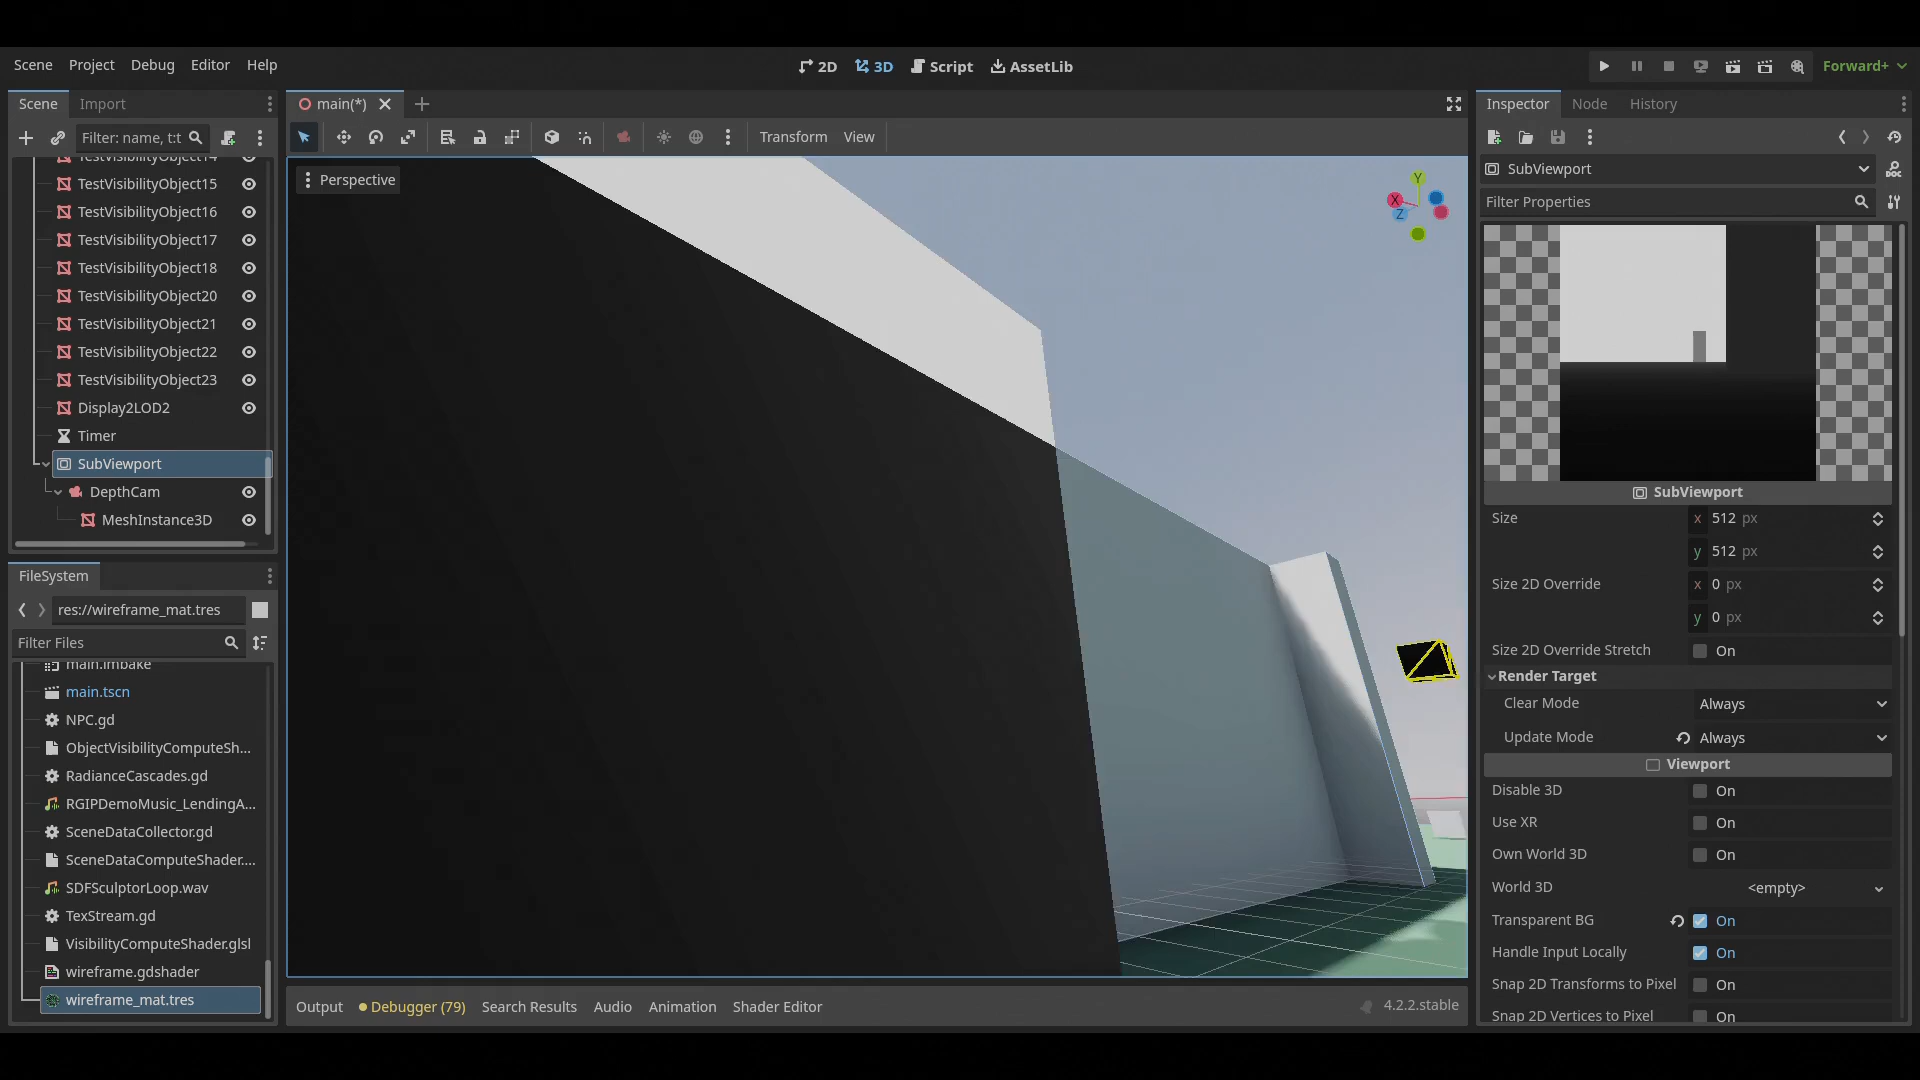 Scene Project Debug Editor Help
2D 3D Script AssetLib
Forward+
Scene Import
main(*)
Inspector Node History
Filter: name, t:t
Transform View
Perspective
SubViewport
Filter Properties
TestVisibilityObject14
TestVisibilityObject15
TestVisibilityObject16
TestVisibilityObject17
TestVisibilityObject18
TestVisibilityObject20
TestVisibilityObject21
TestVisibilityObject22
TestVisibilityObject23
Display2LOD2
Timer
SubViewport
DepthCam
MeshInstance3D
FileSystem
res://wireframe_mat.tres
Filter Files
main.lmbake
main.tscn
NPC.gd
ObjectVisibilityComputeSh...
RadianceCascades.gd
RGIPDemoMusic_LendingA...
SceneDataCollector.gd
SceneDataComputeShader....
SDFSculptorLoop.wav
TexStream.gd
VisibilityComputeShader.glsl
wireframe.gdshader
wireframe_mat.tres
Y
X
Z
Output Debugger (79) Search Results Audio Animation Shader Editor
4.2.2.stable
SubViewport
Size x 512 px
y 512 px
Size 2D Override x 0 px
y 0 px
Size 2D Override Stretch On
Render Target
Clear Mode Always
Update Mode Always
Viewport
Disable 3D On
Use XR On
Own World 3D On
World 3D <empty>
Transparent BG On
Handle Input Locally On
Snap 2D Transforms to Pixel On
Snap 2D Vertices to Pixel On
DOC